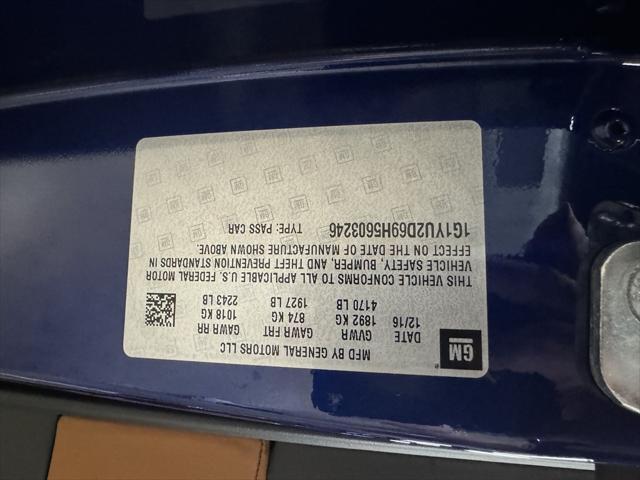 GM
MFD BY GENERAL MOTORS LLC
DATE GVWR GAWR FRT GAWR RR
12/16 1892 KG 874 KG 1018 KG
4170 LB 1927 LB 2243 LB
THIS VEHICLE CONFORMS TO ALL APPLICABLE U.S. FEDERAL MOTOR
VEHICLE SAFETY, BUMPER, AND THEFT PREVENTION STANDARDS IN
EFFECT ON THE DATE OF MANUFACTURE SHOWN ABOVE.
1G1YU2D69H5603246 TYPE: PASS CAR